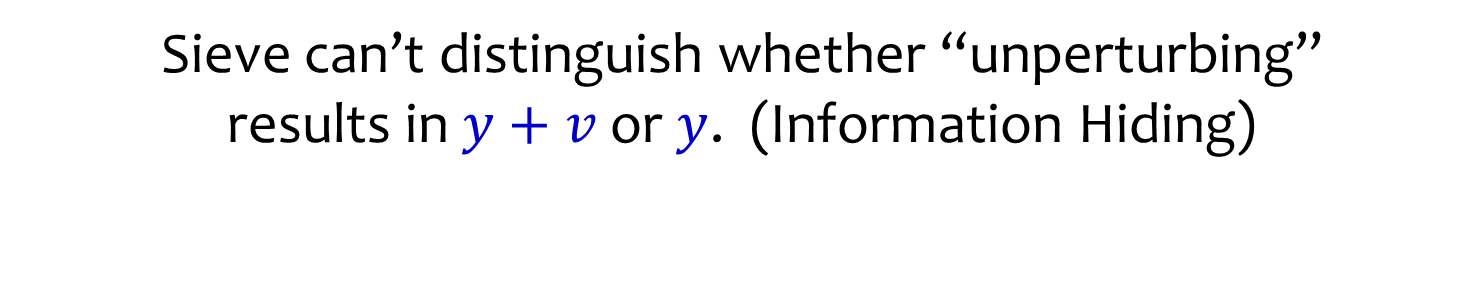 Sieve can’t distinguish whether “unperturbing”
results in y + v or y. (Information Hiding)